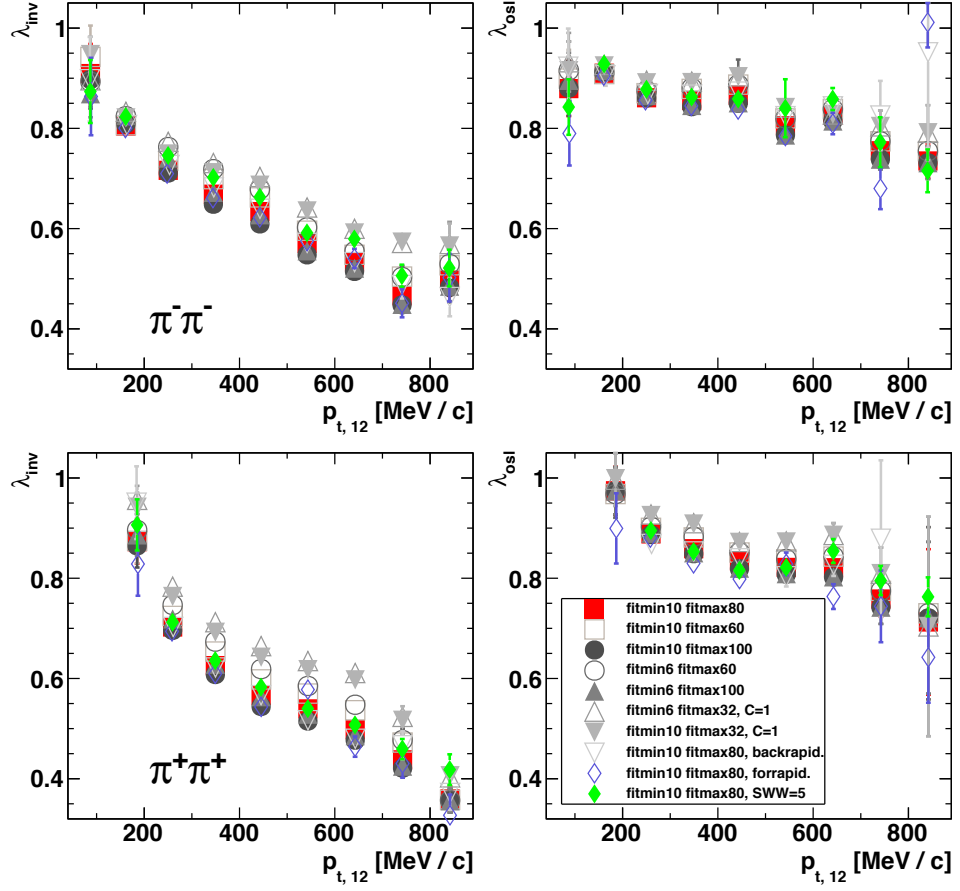 λinv
1
0.8
0.6
0.4
π⁻π⁻
200 400 600 800
pt, 12 [MeV / c]
λosl
1
0.8
0.6
0.4
200 400 600 800
pt, 12 [MeV / c]
λinv
1
0.8
0.6
0.4
π⁺π⁺
200 400 600 800
pt, 12 [MeV / c]
λosl
1
0.8
0.6
0.4
fitmin10 fitmax80
fitmin10 fitmax60
fitmin10 fitmax100
fitmin6 fitmax60
fitmin6 fitmax100
fitmin6 fitmax32, C=1
fitmin10 fitmax32, C=1
fitmin10 fitmax80, backrapid.
fitmin10 fitmax80, forrapid.
fitmin10 fitmax80, SWW=5
200 400 600 800
pt, 12 [MeV / c]